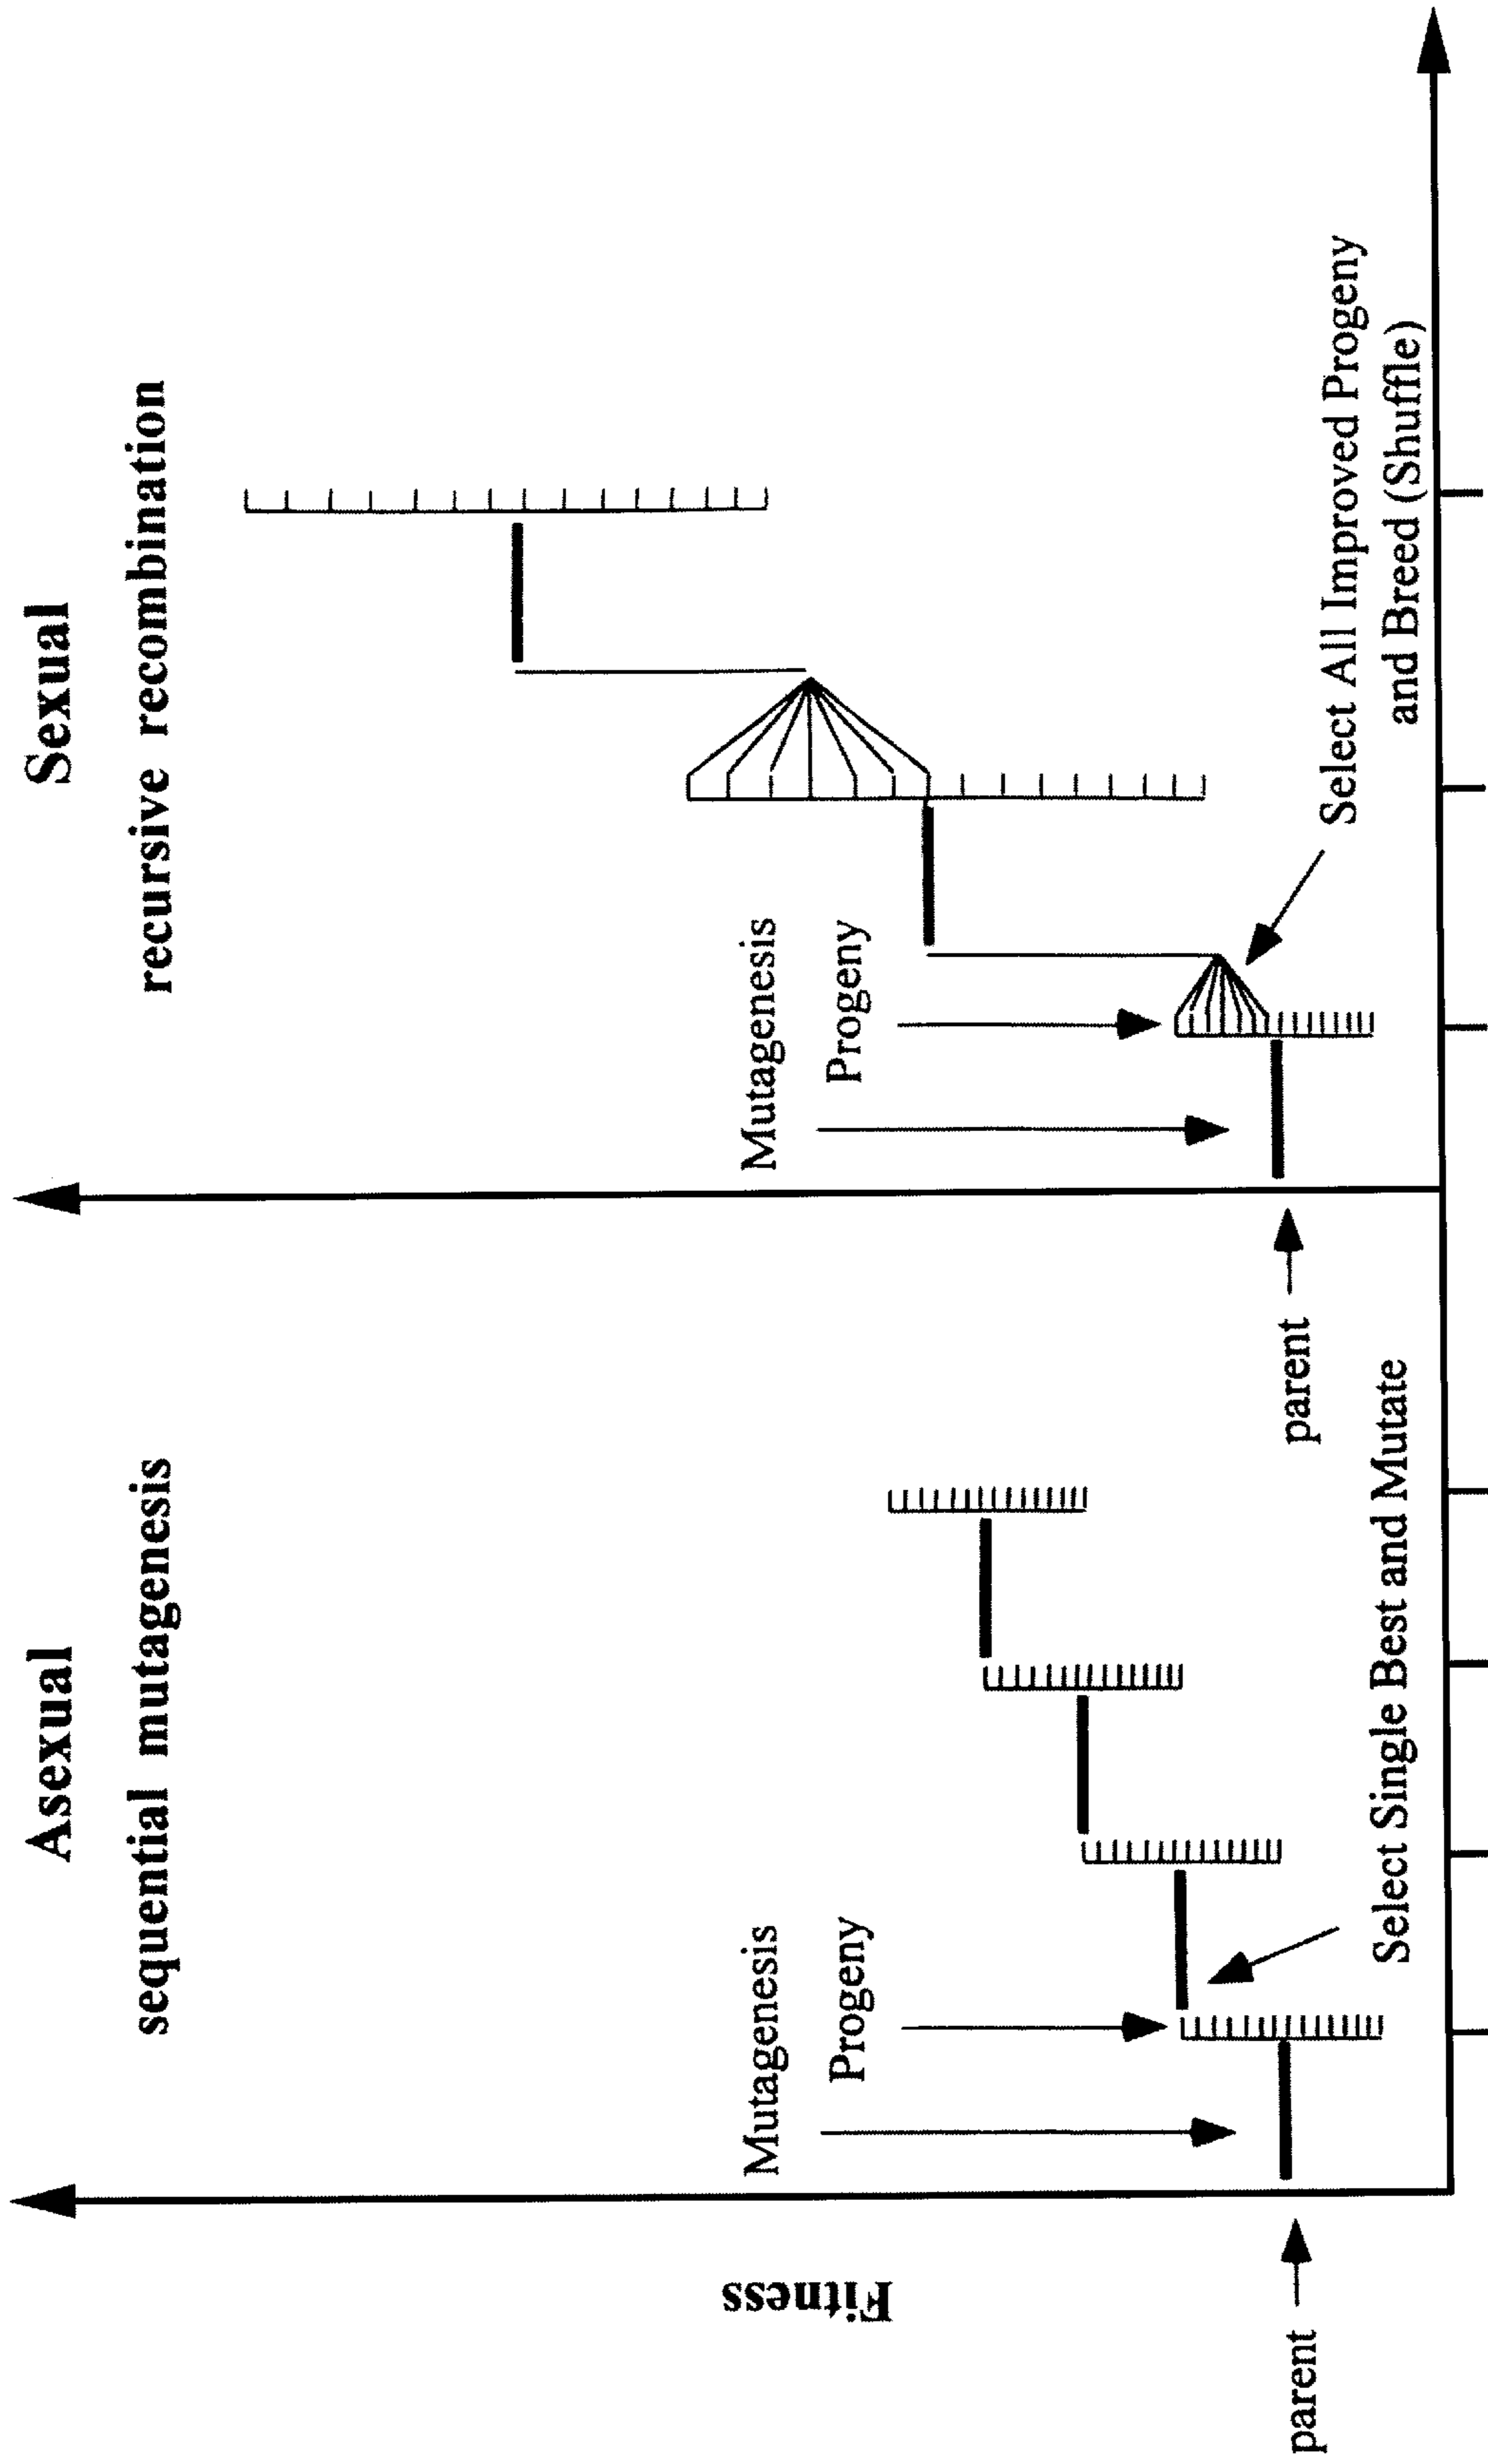 Asexual
sequential mutagenesis
Fitness
Mutagenesis
Progeny
parent
Select Single Best and Mutate
Sexual
recursive recombination
Mutagenesis
Progeny
parent
Select All Improved Progeny
and Breed (Shuffle)